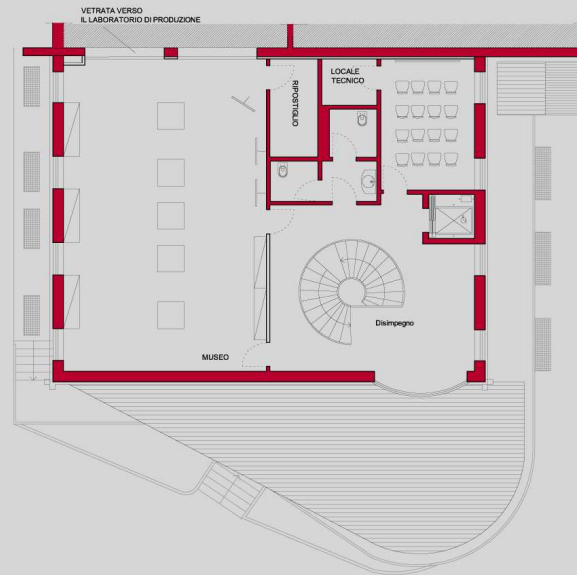 VETRATA VERSO
IL LABORATORIO DI PRODUZIONE
RIPOSTIGLIO
LOCALE
TECNICO
Disimpegno
MUSEO